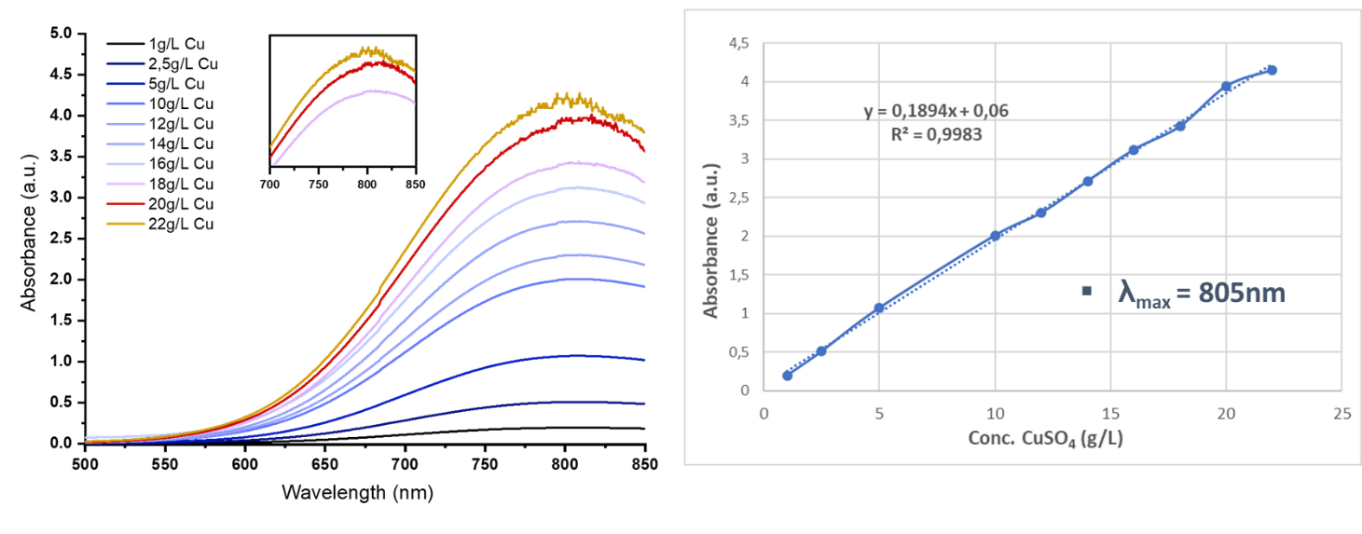 5.0
4.5
4.0
3.5
3.0
2.5
2.0
1.5
1.0
0.5
0.0
Absorbance (a.u.)
1g/L Cu
2,5g/L Cu
5g/L Cu
10g/L Cu
12g/L Cu
14g/L Cu
16g/L Cu
18g/L Cu
20g/L Cu
22g/L Cu
700 750 800 850
500 550 600 650 700 750 800 850
Wavelength (nm)
4,5
4
3,5
3
2,5
2
1,5
1
0,5
0
Absorbance (a.u.)
y = 0,1894x + 0,06
R² = 0,9983
▪ λmax = 805nm
0 5 10 15 20 25
Conc. CuSO4 (g/L)